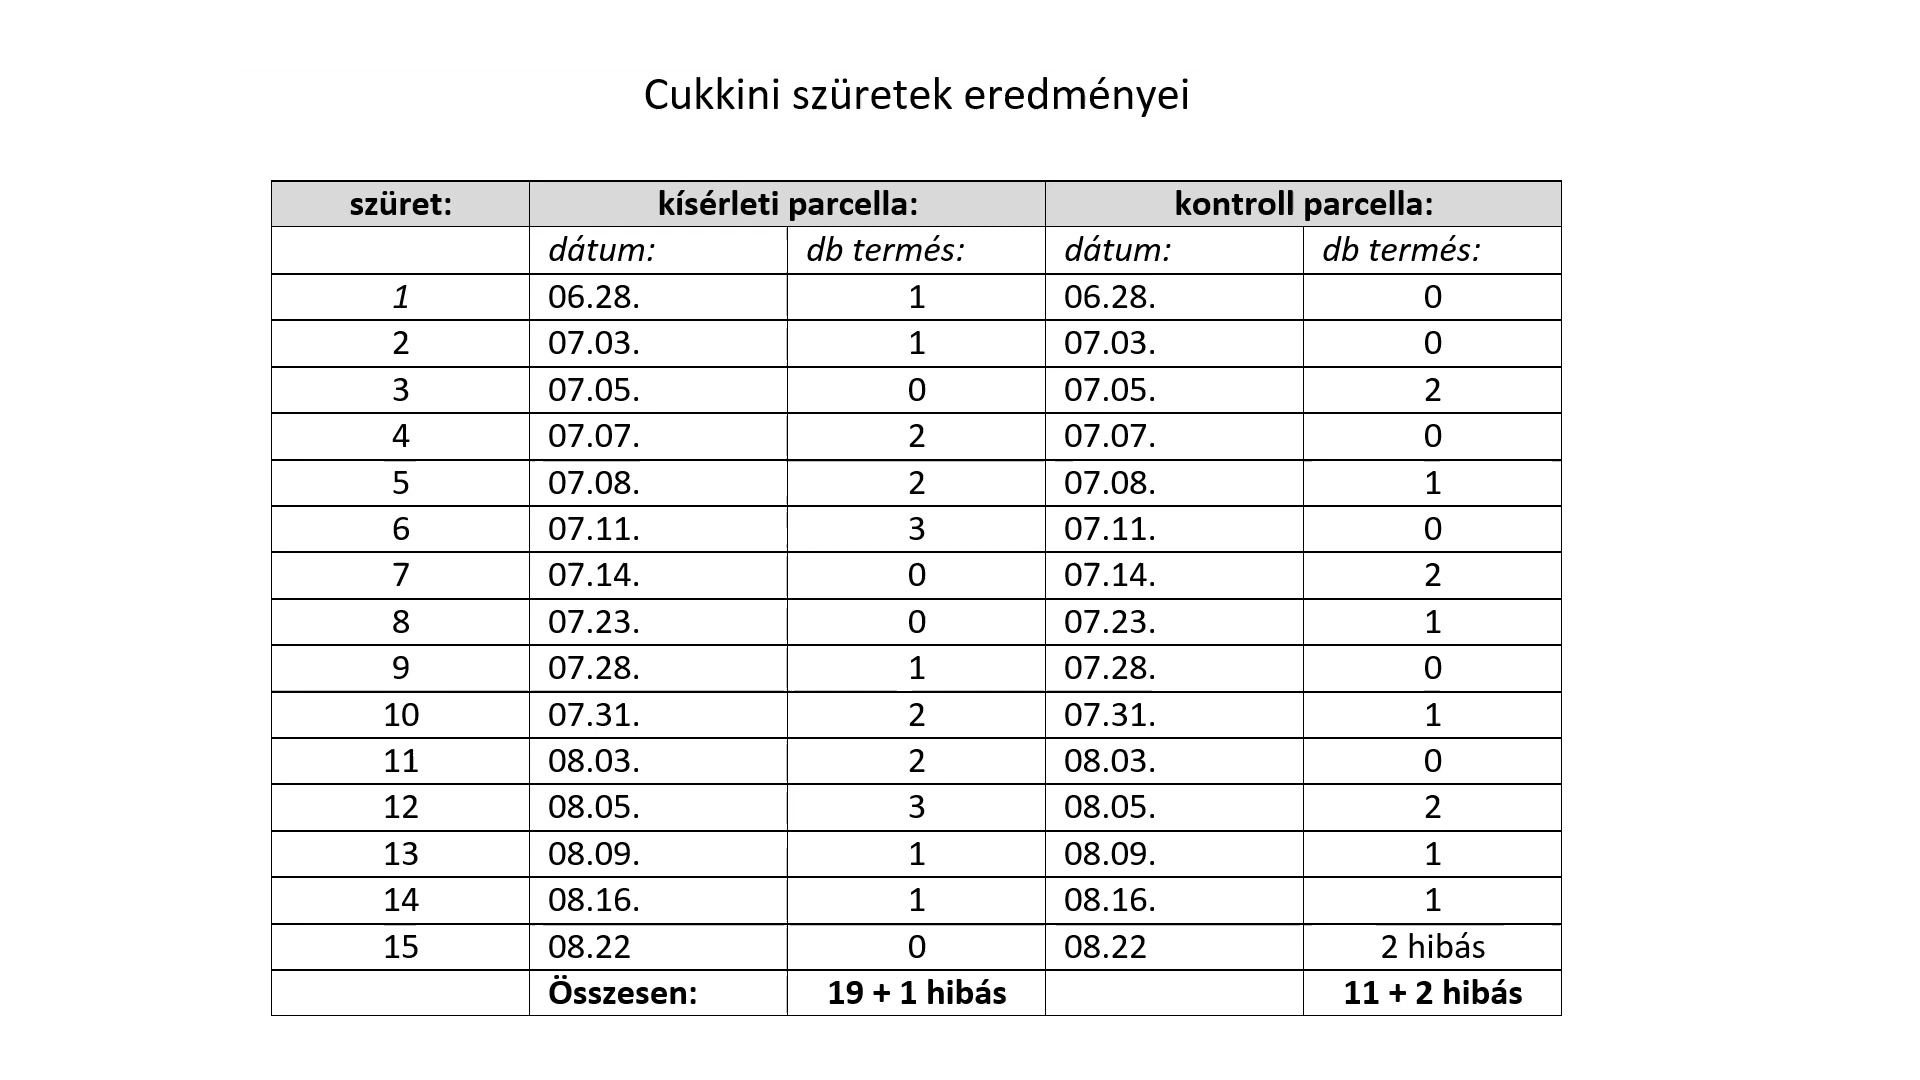 Cukkini szüretek eredményei
szüret: kísérleti parcella: kontroll parcella:
dátum: db termés: dátum: db termés:
1 06.28. 1 06.28. 0
2 07.03. 1 07.03. 0
3 07.05. 0 07.05. 2
4 07.07. 2 07.07. 0
5 07.08. 2 07.08. 1
6 07.11. 3 07.11. 0
7 07.14. 0 07.14. 2
8 07.23. 0 07.23. 1
9 07.28. 1 07.28. 0
10 07.31. 2 07.31. 1
11 08.03. 2 08.03. 0
12 08.05. 3 08.05. 2
13 08.09. 1 08.09. 1
14 08.16. 1 08.16. 1
15 08.22 0 08.22 2 hibás
Összesen: 19 + 1 hibás 11 + 2 hibás